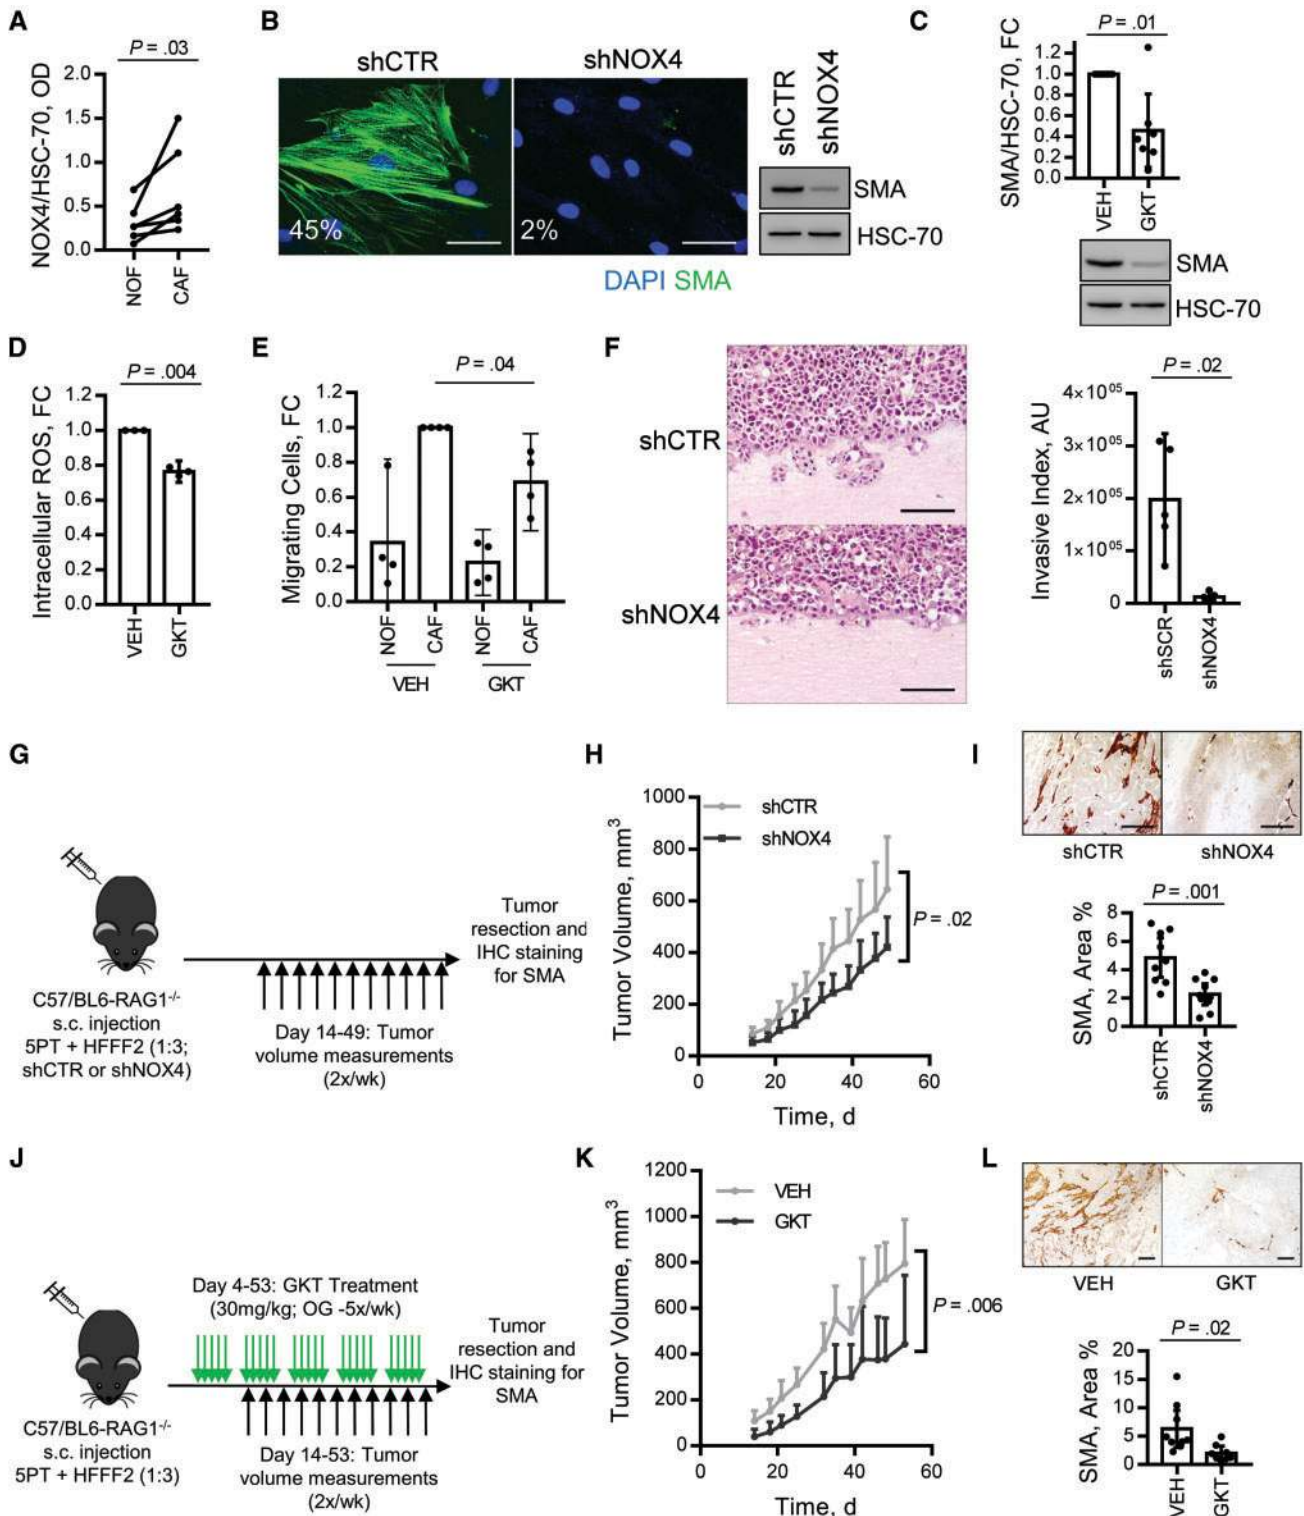 A
P = .03
NOX4/HSC-70, OD
2.0
1.5
1.0
0.5
0.0
NOF
CAF
B
shCTR
shNOX4
45%
2%
DAPI SMA
shCTR
shNOX4
SMA
HSC-70
C
P = .01
SMA/HSC-70, FC
1.2
1.0
0.8
0.6
0.4
0.2
0.0
VEH
GKT
SMA
HSC-70
D
P = .004
Intracellular ROS, FC
1.2
1.0
0.8
0.6
0.4
0.2
0.0
VEH
GKT
E
P = .04
Migrating Cells, FC
1.2
1.0
0.8
0.6
0.4
0.2
0.0
NOF
CAF
NOF
CAF
VEH
GKT
F
shCTR
shNOX4
P = .02
Invasive Index, AU
4×10⁰⁵
3×10⁰⁵
2×10⁰⁵
1×10⁰⁵
0
shSCR
shNOX4
G
C57/BL6-RAG1⁻/⁻
s.c. injection
5PT + HFFF2 (1:3;
shCTR or shNOX4)
Day 14-49: Tumor
volume measurements
(2x/wk)
Tumor
resection and
IHC staining
for SMA
H
Tumor Volume, mm³
1000
800
600
400
200
0
shCTR
shNOX4
P = .02
0
20
40
60
Time, d
I
shCTR
shNOX4
P = .001
SMA, Area %
8
6
4
2
0
shCTR
shNOX4
J
C57/BL6-RAG1⁻/⁻
s.c. injection
5PT + HFFF2 (1:3)
Day 4-53: GKT Treatment
(30mg/kg; OG -5x/wk)
Day 14-53: Tumor
volume measurements
(2x/wk)
Tumor
resection and
IHC staining for
SMA
K
Tumor Volume, mm³
1200
1000
800
600
400
200
0
VEH
GKT
P = .006
0
20
40
60
Time, d
L
VEH
GKT
P = .02
SMA, Area %
20
15
10
5
0
VEH
GKT